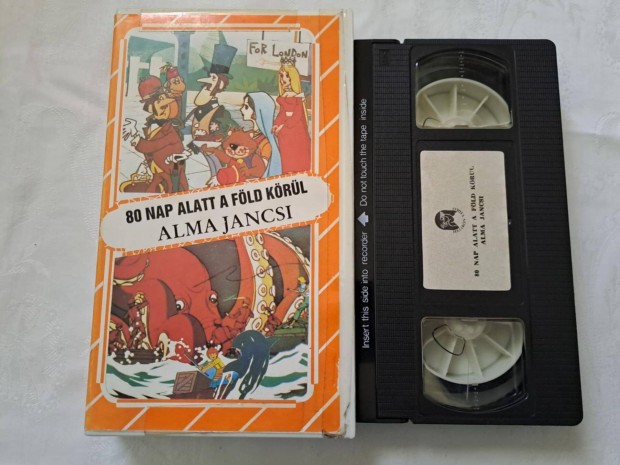 FOR LONDON
80 NAP ALATT A FÖLD KÖRÜL
ALMA JANCSI
Insert this side into recorder
Do not touch the tape inside
80 NAP ALATT A FÖLD KÖRÜL
ALMA JANCSI